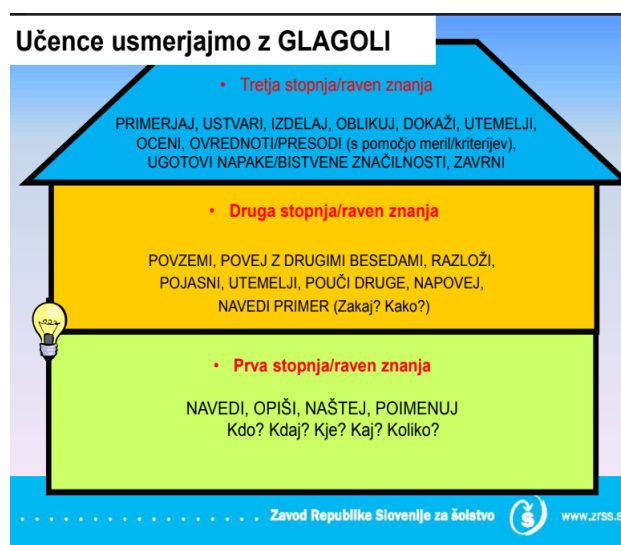 Učence usmerjajmo z GLAGOLI
• Tretja stopnja/raven znanja
PRIMERJAJ, USTVARI, IZDELAJ, OBLIKUJ, DOKAŽI, UTEMELJI,
OCENI, OVREDNOTI/PRESODI (s pomočjo meril/kriterijev),
UGOTOVI NAPAKE/BISTVENE ZNAČILNOSTI, ZAVRNI
• Druga stopnja/raven znanja
POVZEMI, POVEJ Z DRUGIMI BESEDAMI, RAZLOŽI,
POJASNI, UTEMELJI, POUČI DRUGE, NAPOVEJ,
NAVEDI PRIMER (Zakaj? Kako?)
• Prva stopnja/raven znanja
NAVEDI, OPIŠI, NAŠTEJ, POIMENUJ
Kdo? Kdaj? Kje? Kaj? Koliko?
Zavod Republike Slovenije za šolstvo š www.zrss.s